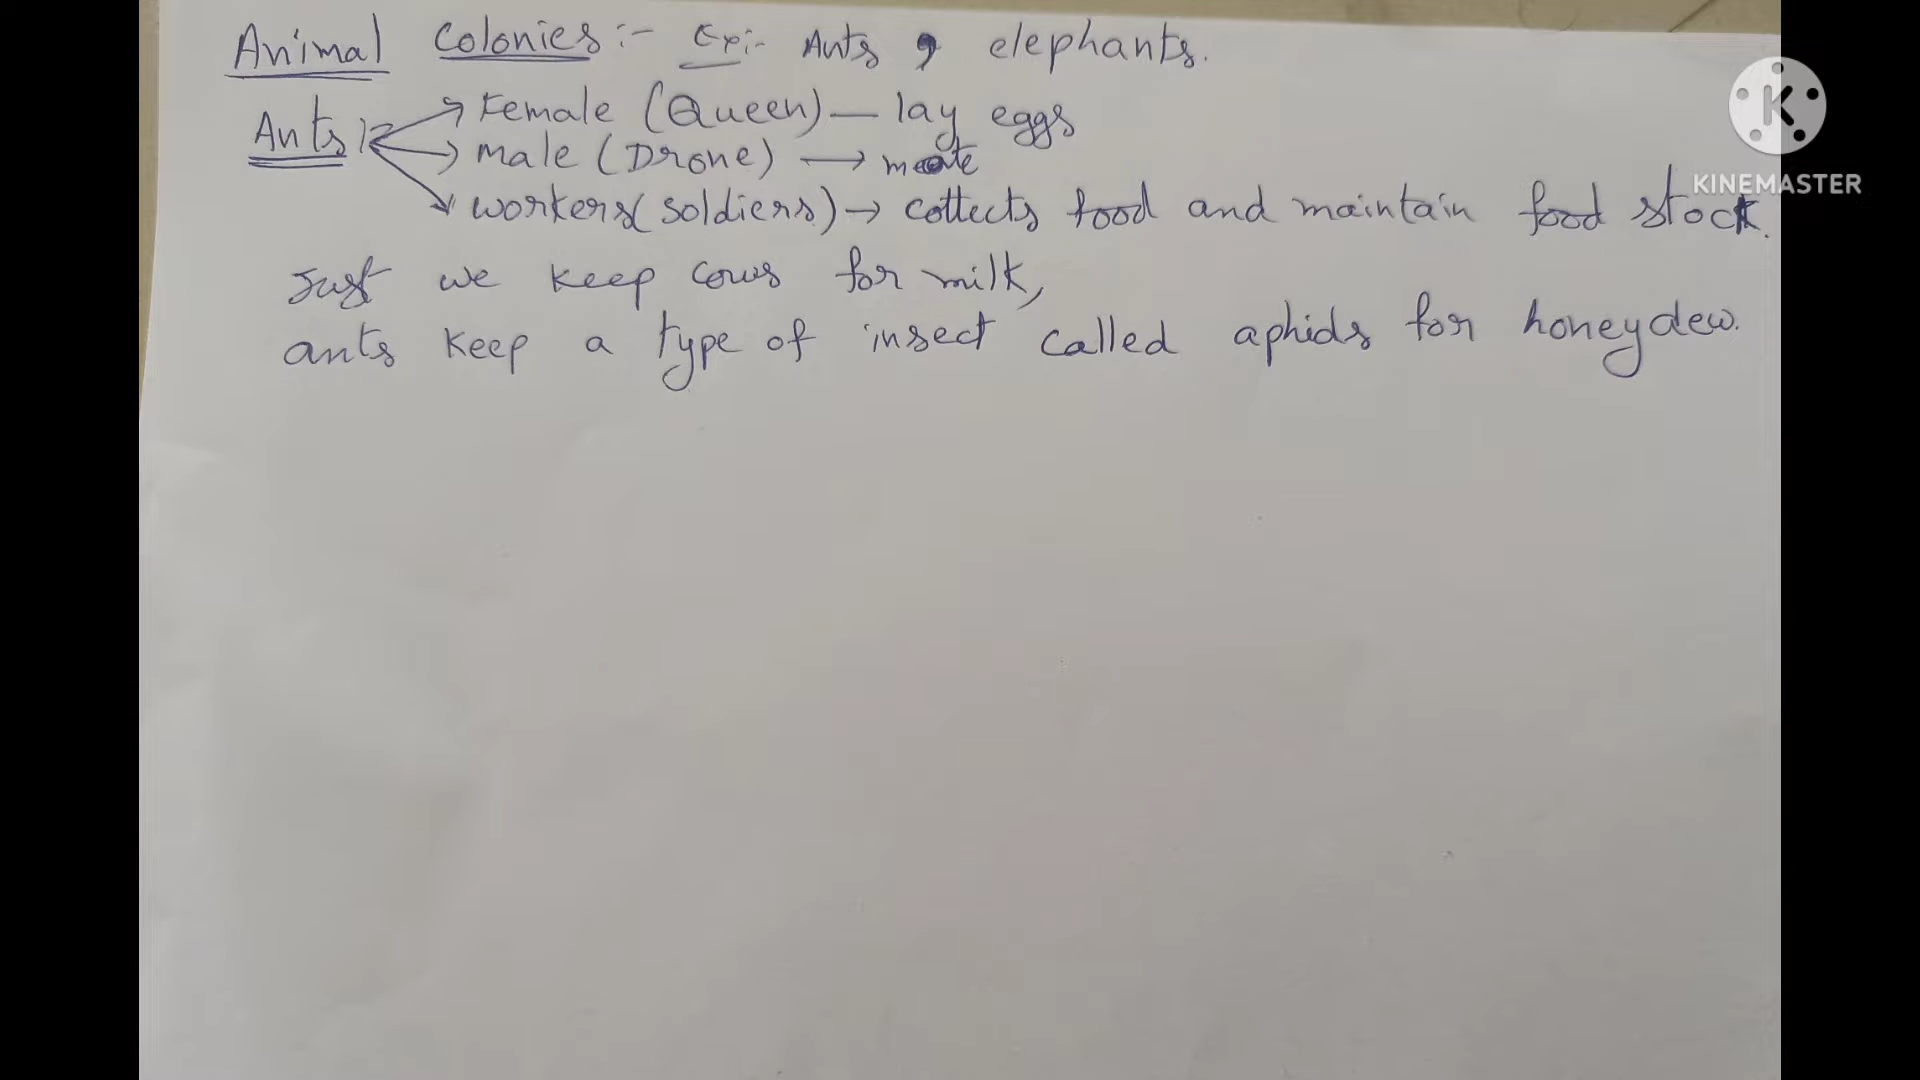 Animal Colonies :- Ex:- Ants , elephants.
Ants :- Female (Queen) — lay eggs
male (Drone) → mate
workers (soldiers) → collects food and maintain food stock.
Just we keep cows for milk,
ants keep a type of insect called aphids for honeydew.
K
KINEMASTER